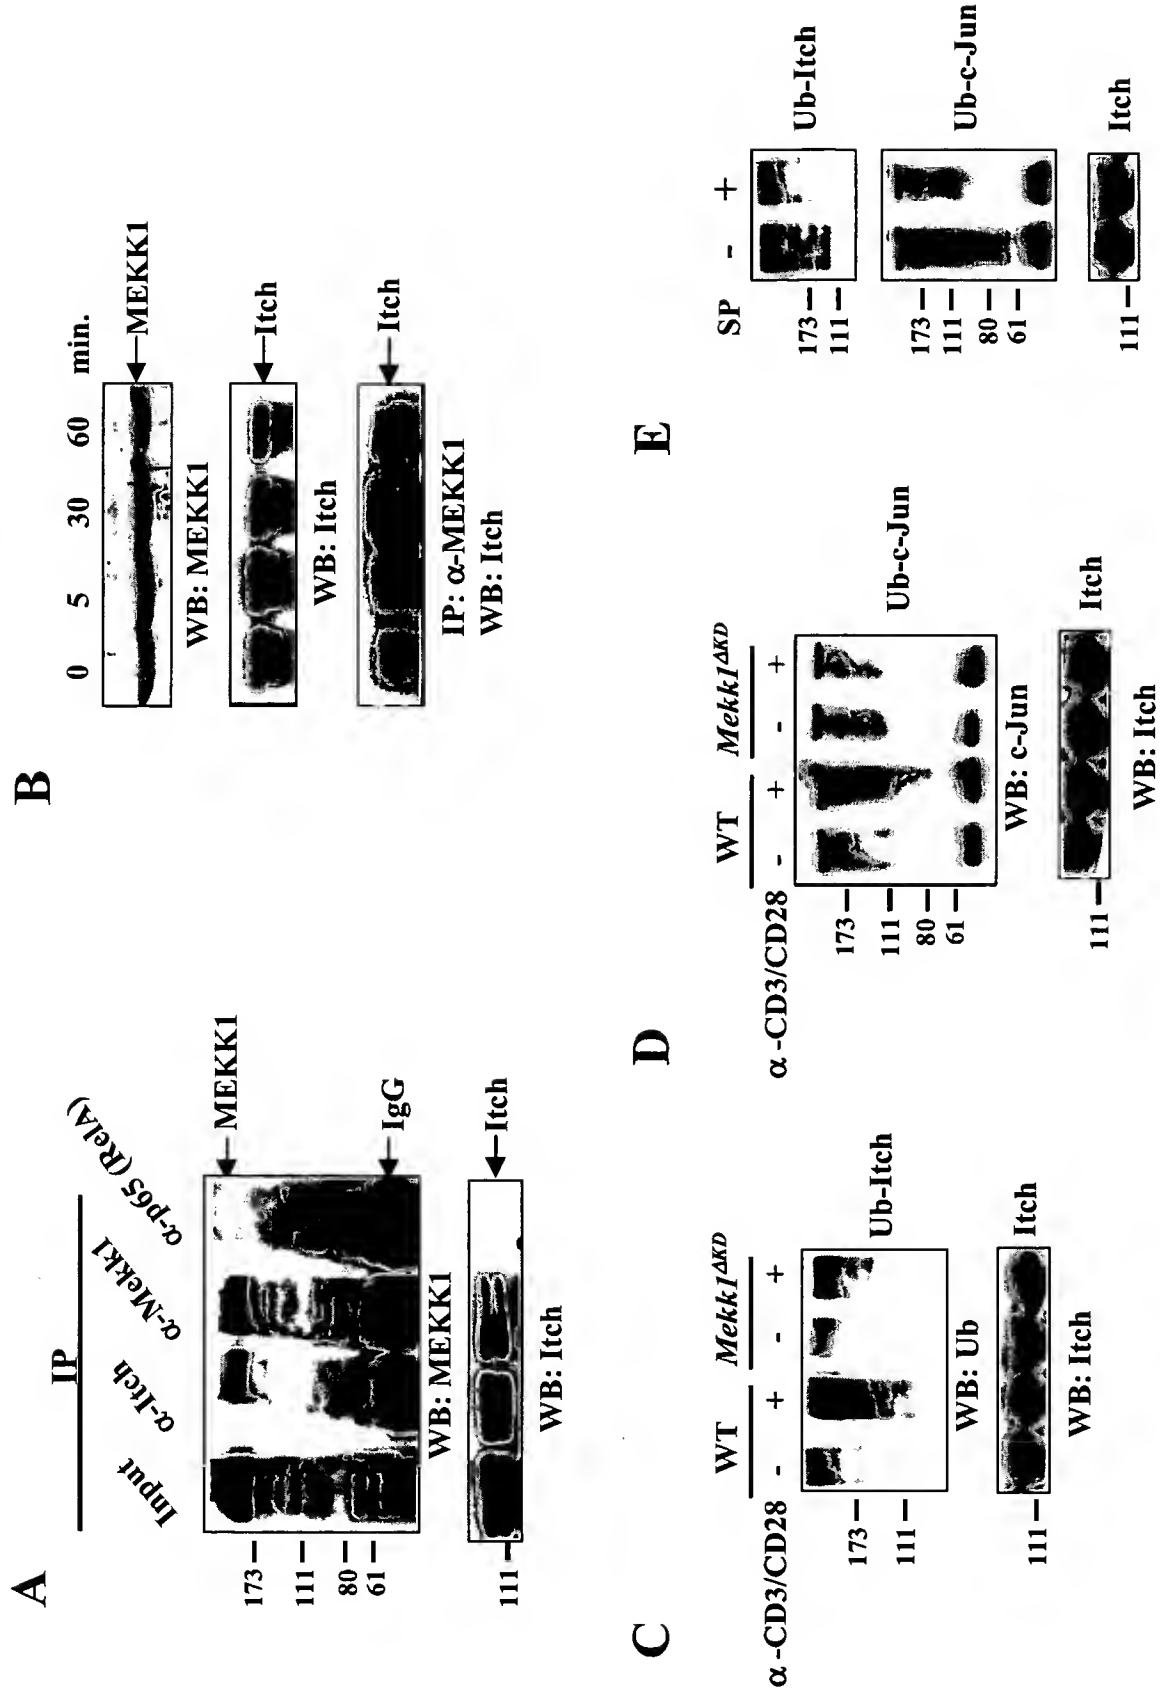 A
IP
Input α-Itch α-Mekk1 α-p65 (RelA)
173
111
80
61
MEKK1
IgG
WB: MEKK1
111
Itch
WB: Itch
B
0 5 30 60 min.
MEKK1
WB: MEKK1
Itch
WB: Itch
Itch
IP: α-MEKK1
WB: Itch
C
WT Mekk1ΔKD
α -CD3/CD28 - + - +
173
111
Ub-Itch
WB: Ub
111
Itch
WB: Itch
D
WT Mekk1ΔKD
α -CD3/CD28 - + - +
173
111
80
61
Ub-c-Jun
WB: c-Jun
111
Itch
WB: Itch
E
SP - +
173
111
Ub-Itch
173
111
80
61
Ub-c-Jun
111
Itch